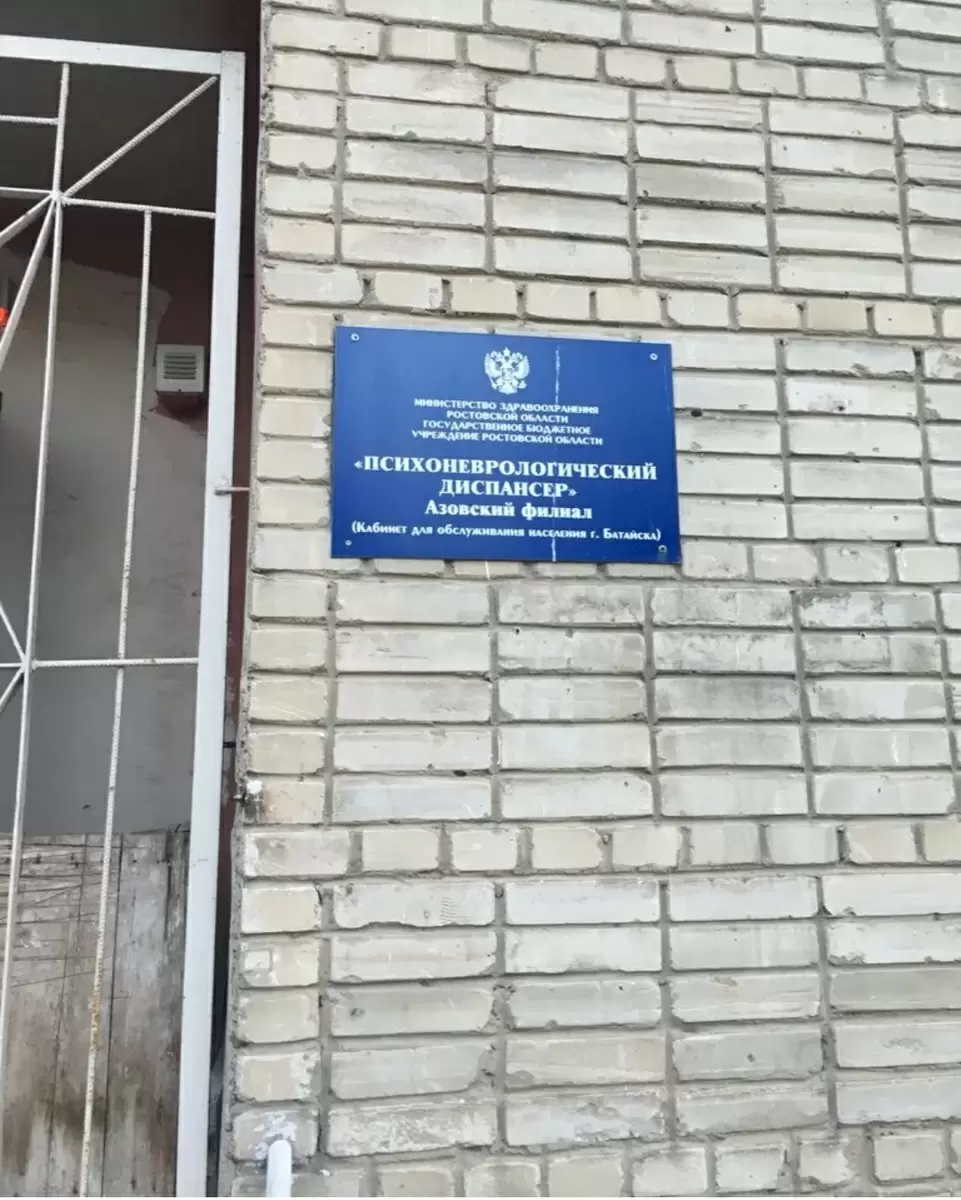 МИНИСТЕРСТВО ЗДРАВООХРАНЕНИЯ
РОСТОВСКОЙ ОБЛАСТИ
ГОСУДАРСТВЕННОЕ БЮДЖЕТНОЕ
УЧРЕЖДЕНИЕ РОСТОВСКОЙ ОБЛАСТИ
«ПСИХОНЕВРОЛОГИЧЕСКИЙ
ДИСПАНСЕР»
Азовский филиал
(Кабинет для обслуживания населения г. Батайска)